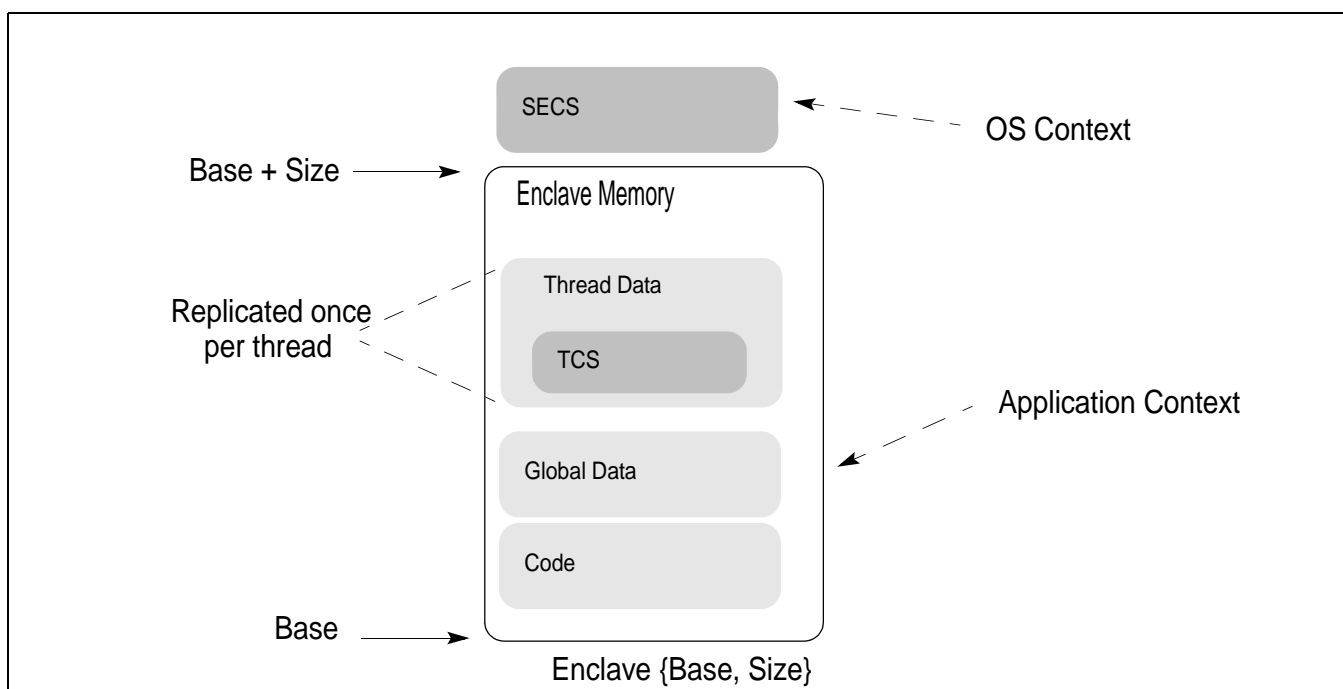 SECS
OS Context
Base + Size
Enclave Memory
Thread Data
Replicated once
per thread
TCS
Application Context
Global Data
Code
Base
Enclave {Base, Size}